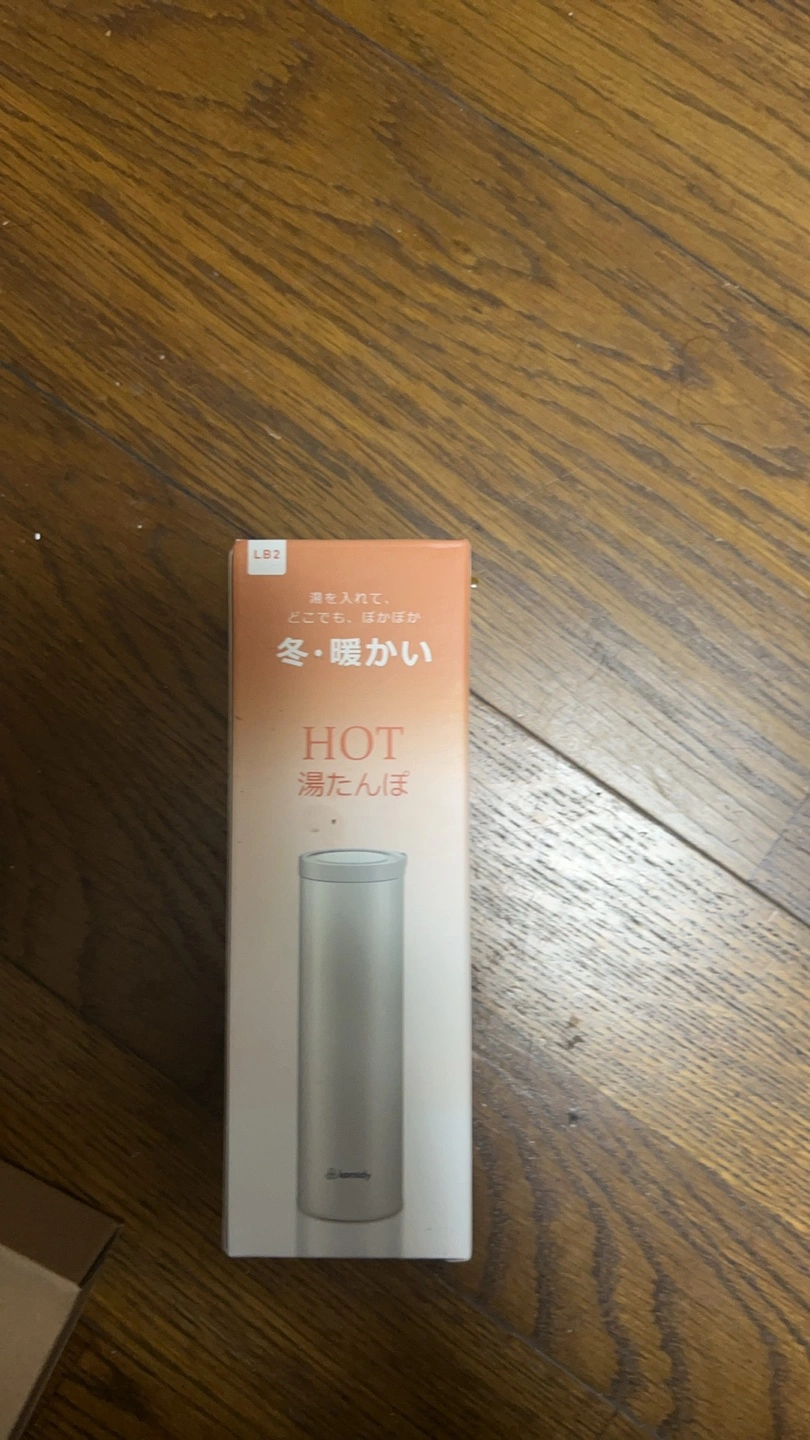 LB2
湯を入れて、
どこでも、ぽかぽか
冬・暖かい
HOT
湯たんぽ